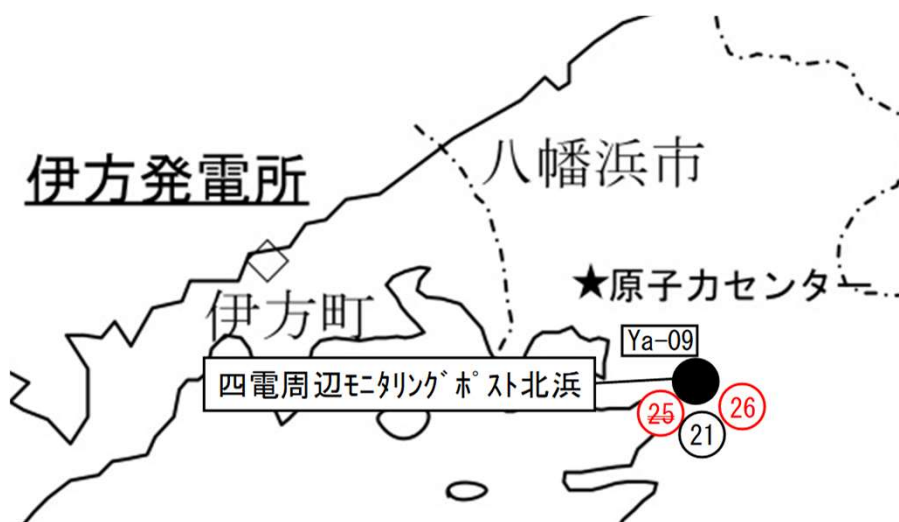 伊方発電所
八幡浜市
★原子力センター
伊方町
Ya-09
四電周辺ﾓﾆﾀﾘﾝｸﾞﾎﾟｽﾄ北浜
25
26
21